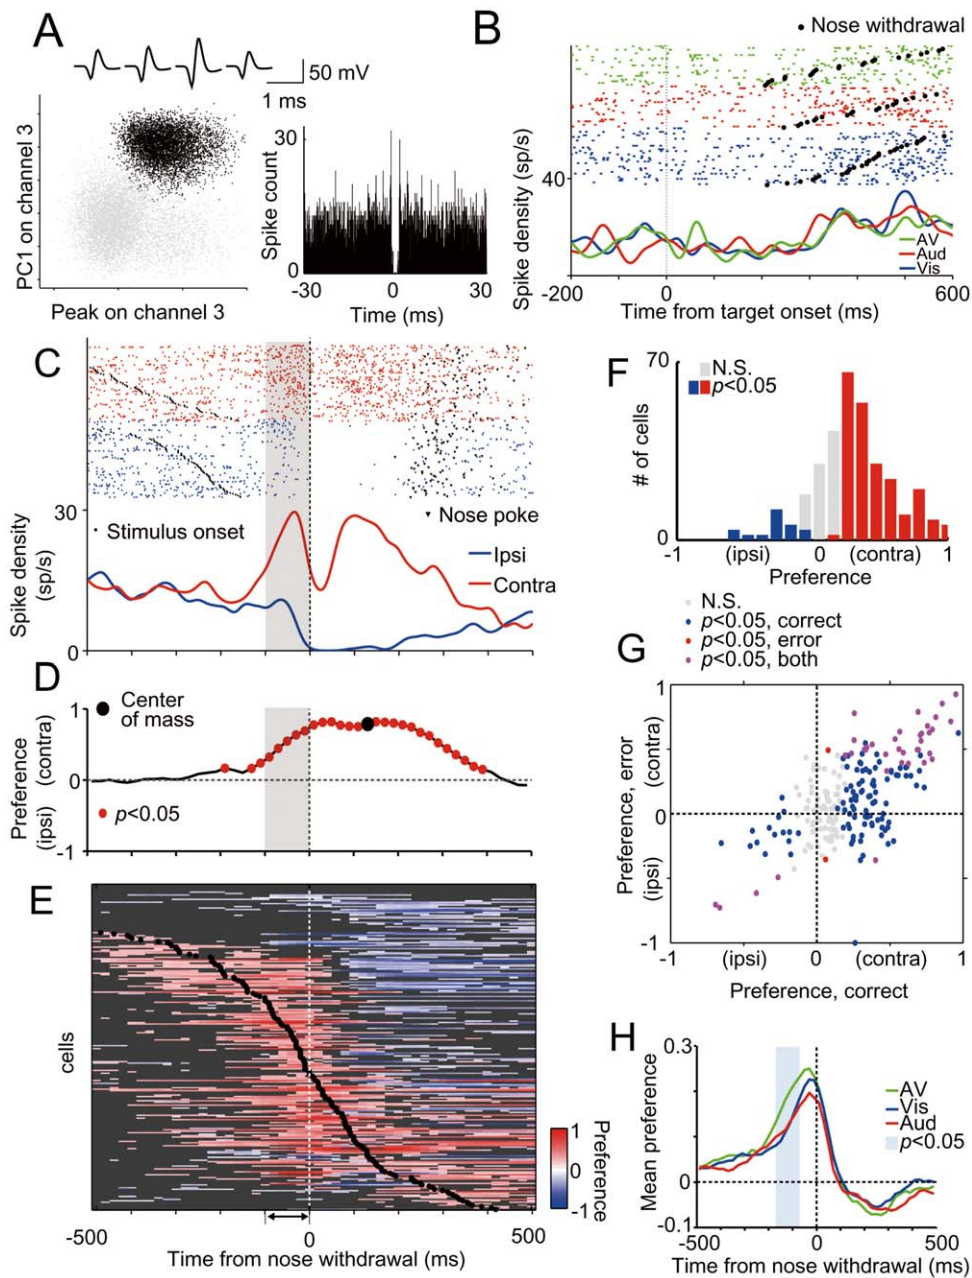 A
50 mV
1 ms
PC1 on channel 3
Peak on channel 3
Spike count
30
0
-30
0
30
Time (ms)
B
Nose withdrawal
Spike density (sp/s)
40
AV
Aud
Vis
-200
0
600
Time from target onset (ms)
C
Stimulus onset
Nose poke
Spike density
(sp/s)
30
0
Ipsi
Contra
D
Center
of mass
Preference
(ipsi) (contra)
1
0
-1
p<0.05
E
cells
-500
0
500
Time from nose withdrawal (ms)
1
0
-1
Preference
F
70
0
# of cells
N.S.
p<0.05
-1
(ipsi)
0
(contra)
1
Preference
G
N.S.
p<0.05, correct
p<0.05, error
p<0.05, both
Preference, error
(ipsi) (contra)
1
0
-1
-1
(ipsi)
0
(contra)
1
Preference, correct
H
Mean preference
0.3
0
-0.1
AV
Vis
Aud
p<0.05
-500
0
500
Time from nose withdrawal (ms)